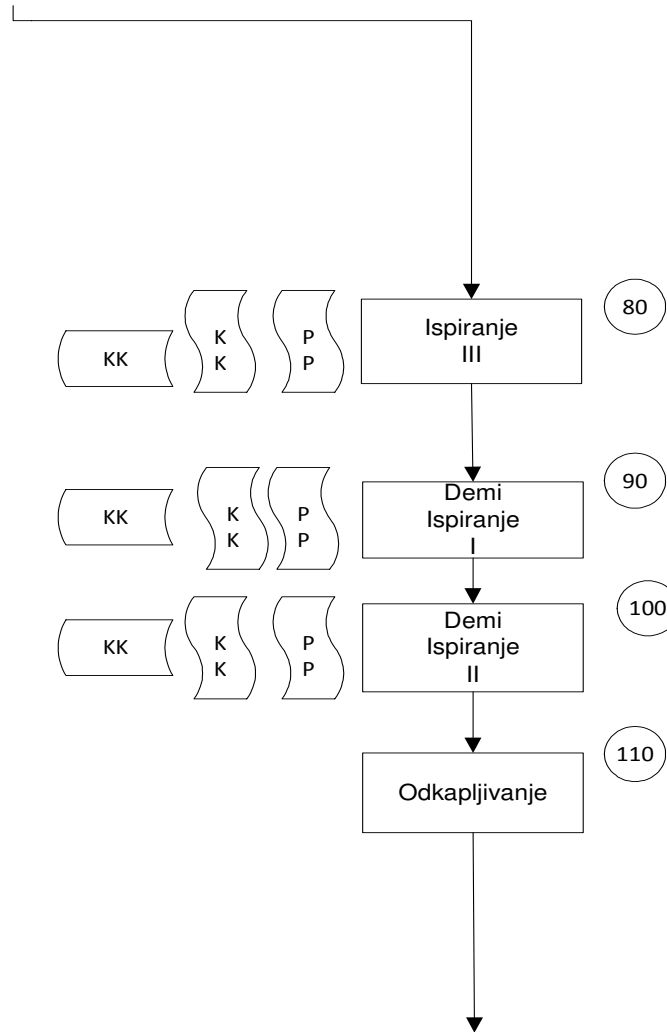 80
Ispiranje
III
KK
K
K
P
P
90
Demi
Ispiranje
I
KK
K
K
P
P
100
Demi
Ispiranje
II
KK
K
K
P
P
110
Odkapljivanje